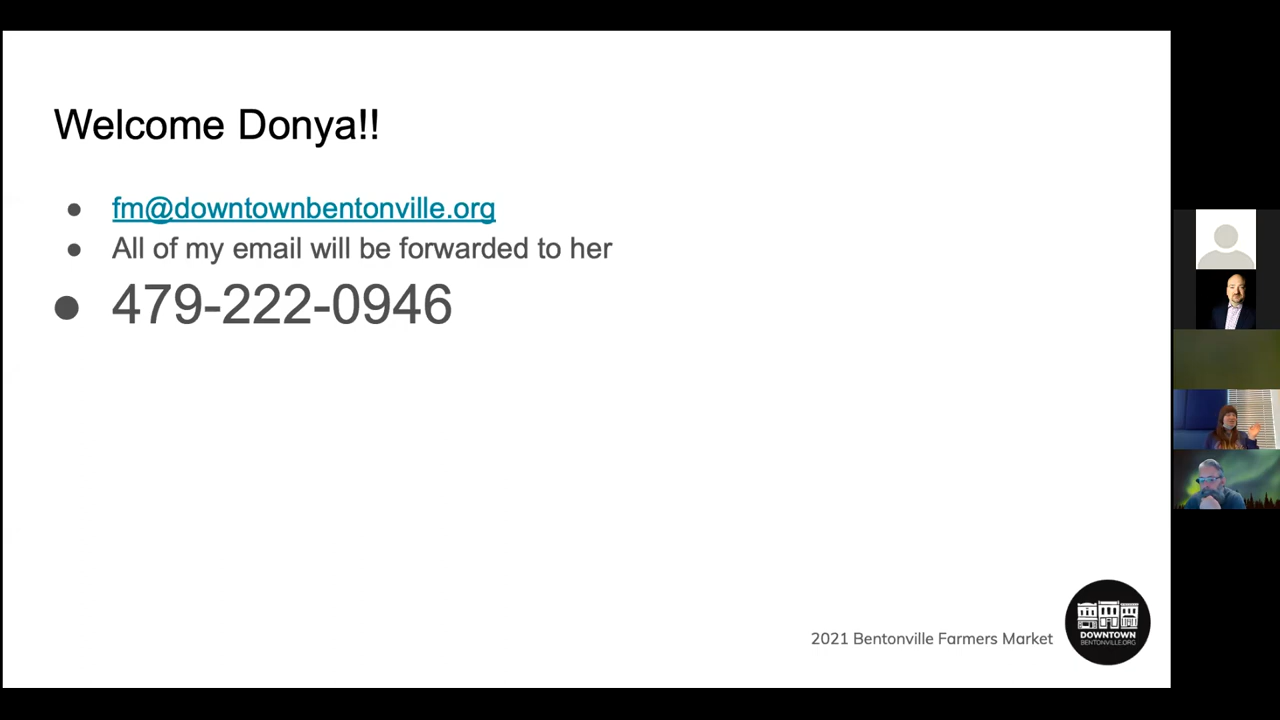 Welcome Donya!!
fm@downtownbentonville.org
All of my email will be forwarded to her
479-222-0946
2021 Bentonville Farmers Market
DOWNTOWN
BENTONVILLE.ORG